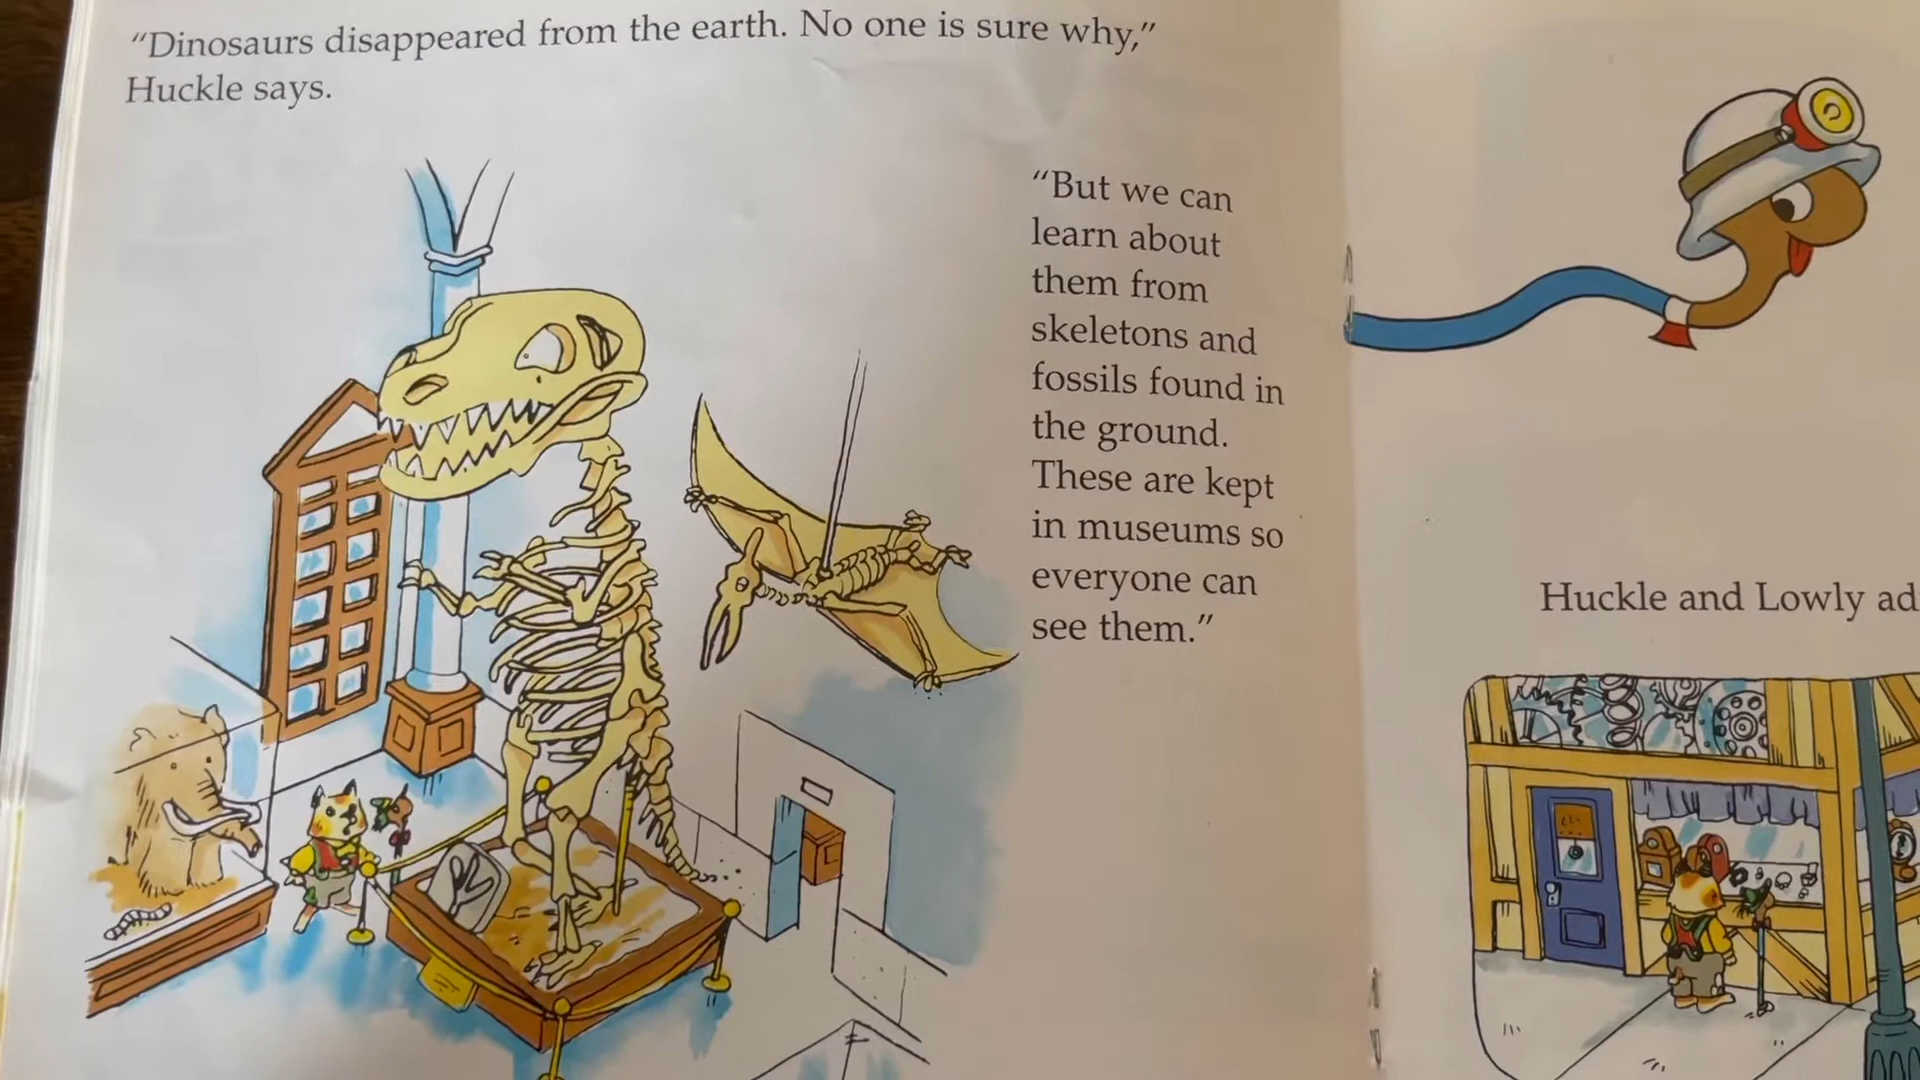 “Dinosaurs disappeared from the earth. No one is sure why,”
Huckle says.
“But we can
learn about
them from
skeletons and
fossils found in
the ground.
These are kept
in museums so
everyone can
see them.”
Huckle and Lowly ad